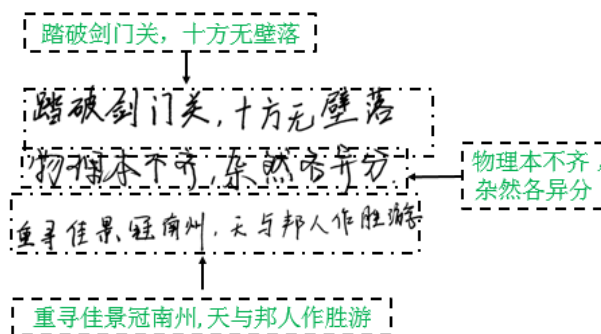 踏破剑门关，十方无壁落
踏破剑门关,十方无壁落
物理本不齐,杂然各异分
物理本不齐，
杂然各异分
重寻佳景冠南州,天与邦人作胜游
重寻佳景冠南州,天与邦人作胜游